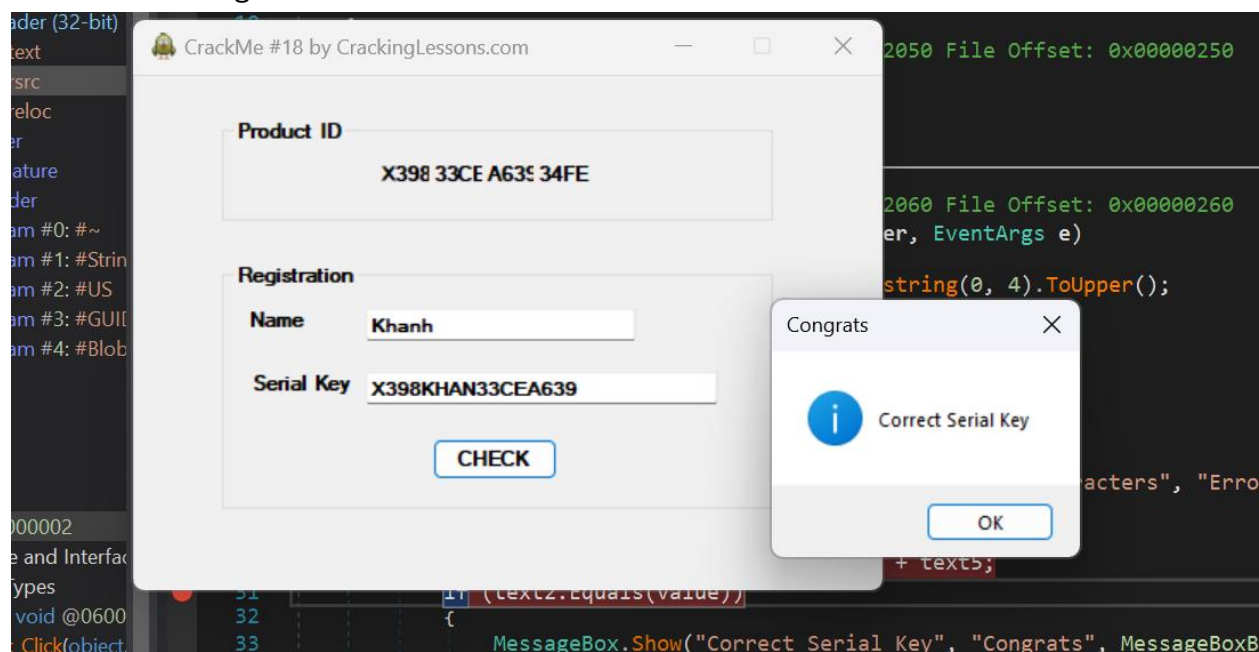 ader (32-bit)
text
rsrc
reloc
er
ature
der
am #0: #~
am #1: #Strin
am #2: #US
am #3: #GUID
am #4: #Blob
000002
e and Interfac
Types
void @0600
Click(object,
CrackMe #18 by CrackingLessons.com
Product ID
X398 33CE A639 34FE
Registration
Name
Khanh
Serial Key
X398KHAN33CEA639
CHECK
Congrats
Correct Serial Key
OK
2050 File Offset: 0x00000250
2060 File Offset: 0x00000260
er, EventArgs e)
string(0, 4).ToUpper();
acters", "Erro
+ text5;
31 if (text2.Equals(value))
32 {
33 MessageBox.Show("Correct Serial Key", "Congrats", MessageBoxB